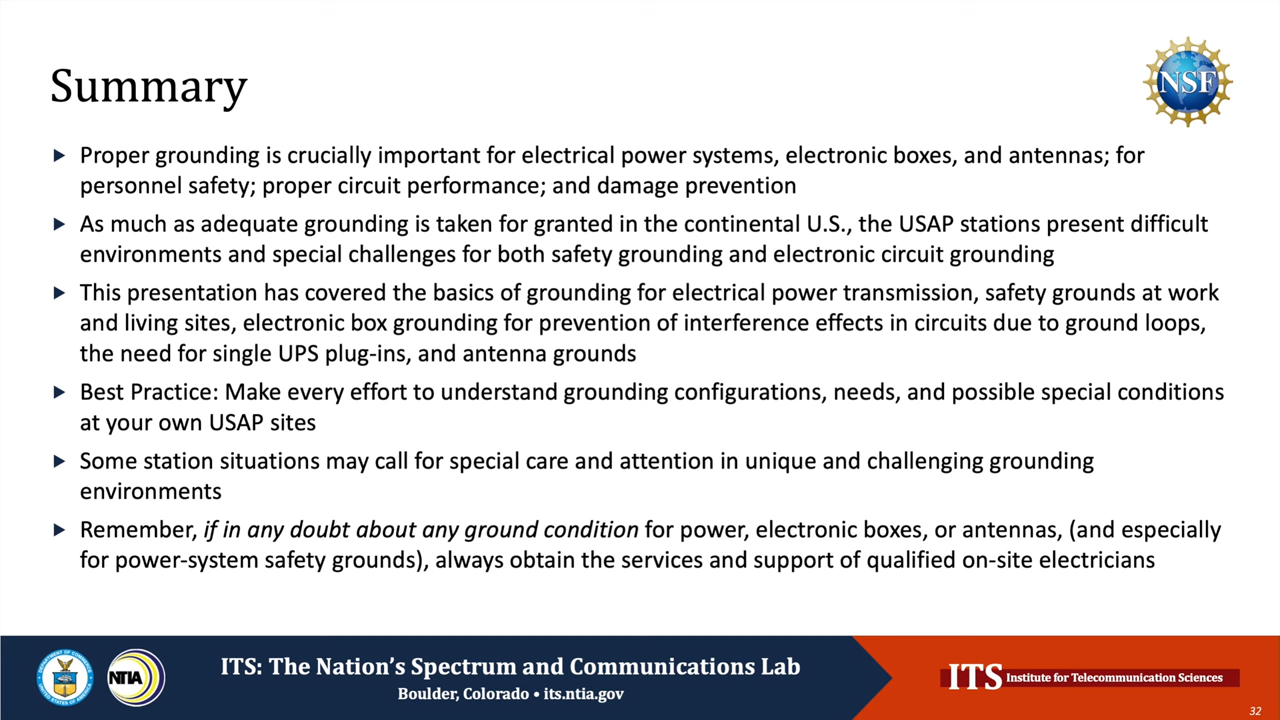 Summary
NSF
Proper grounding is crucially important for electrical power systems, electronic boxes, and antennas; for
personnel safety; proper circuit performance; and damage prevention
As much as adequate grounding is taken for granted in the continental U.S., the USAP stations present difficult
environments and special challenges for both safety grounding and electronic circuit grounding
This presentation has covered the basics of grounding for electrical power transmission, safety grounds at work
and living sites, electronic box grounding for prevention of interference effects in circuits due to ground loops,
the need for single UPS plug-ins, and antenna grounds
Best Practice: Make every effort to understand grounding configurations, needs, and possible special conditions
at your own USAP sites
Some station situations may call for special care and attention in unique and challenging grounding
environments
Remember, if in any doubt about any ground condition for power, electronic boxes, or antennas, (and especially
for power-system safety grounds), always obtain the services and support of qualified on-site electricians
DEPARTMENT OF COMMERCE
UNITED STATES OF AMERICA
NTIA
ITS: The Nation's Spectrum and Communications Lab
Boulder, Colorado • its.ntia.gov
ITS Institute for Telecommunication Sciences
32